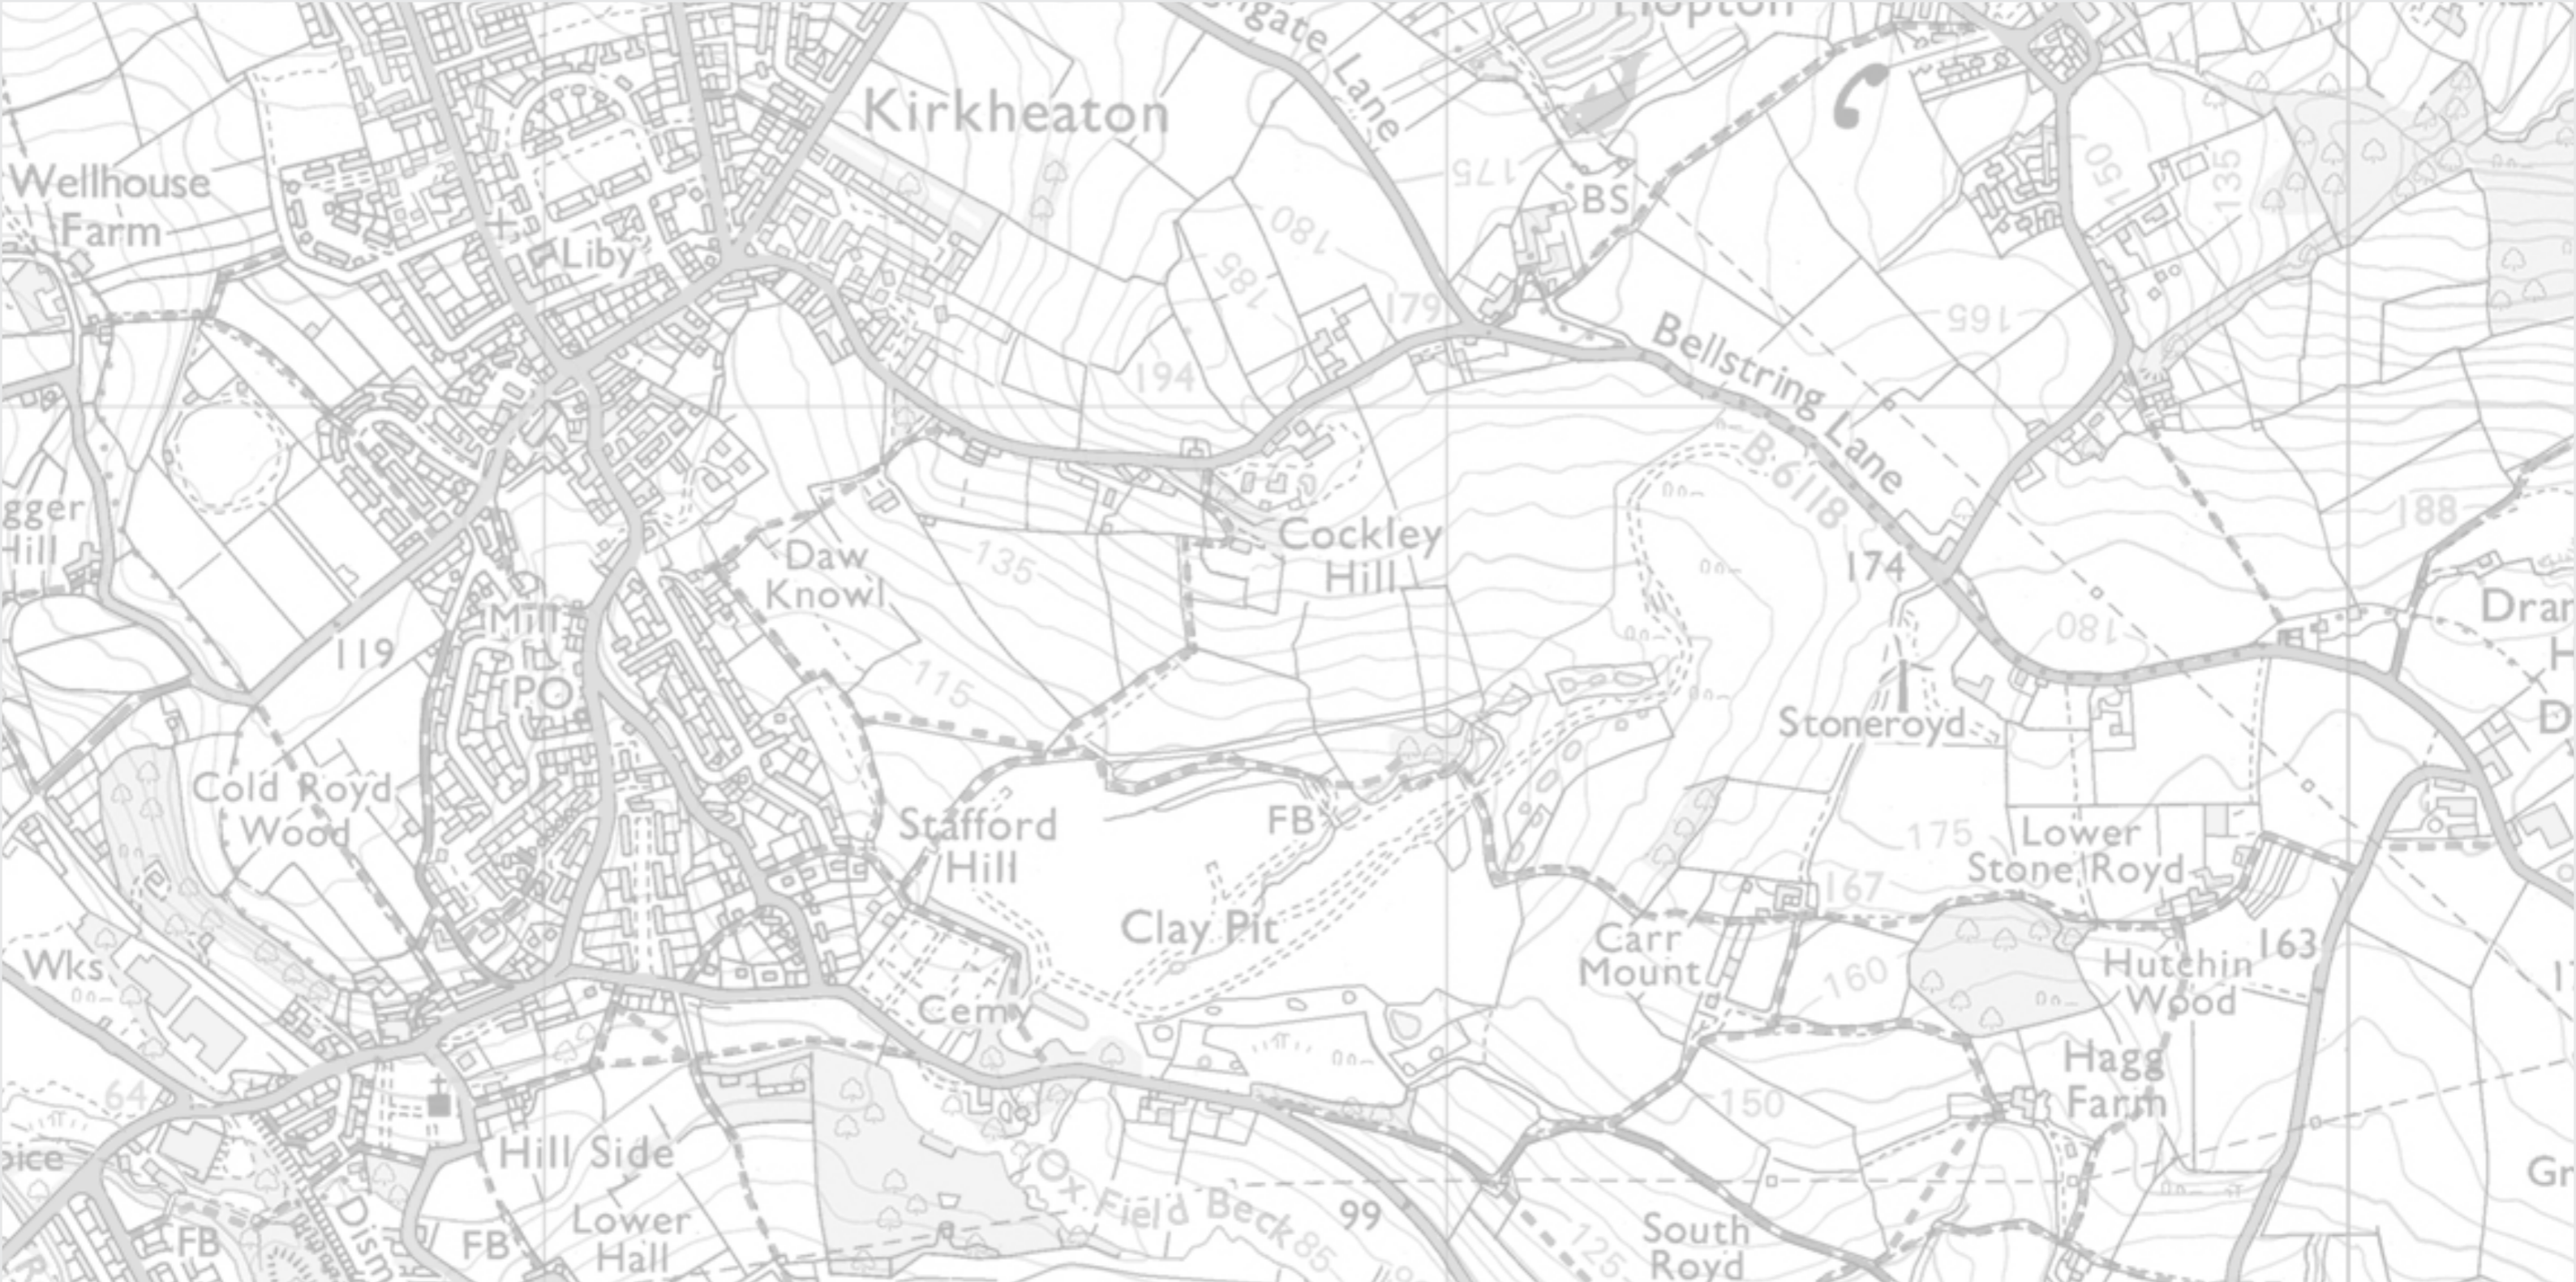 Hopton
Lane
Kirkheaton
175
BS
150
135
Wellhouse
Farm
Liby
180
185
179
194
165
Bellstring Lane
B 6118
188
Cockley
Hill
Daw
Knowl
135
174
Mill
PO
119
115
180
Stoneroyd
Cold Royd
Wood
Stafford
Hill
FB
175
Lower
Stone Royd
167
Clay Pit
Carr
Mount
160
Hutchin
Wood
163
Wks
Cemy
Hagg
Farm
64
150
Hill Side
Ox Field Beck
85
99
Lower
Hall
FB
FB
Dism
125
South
Royd